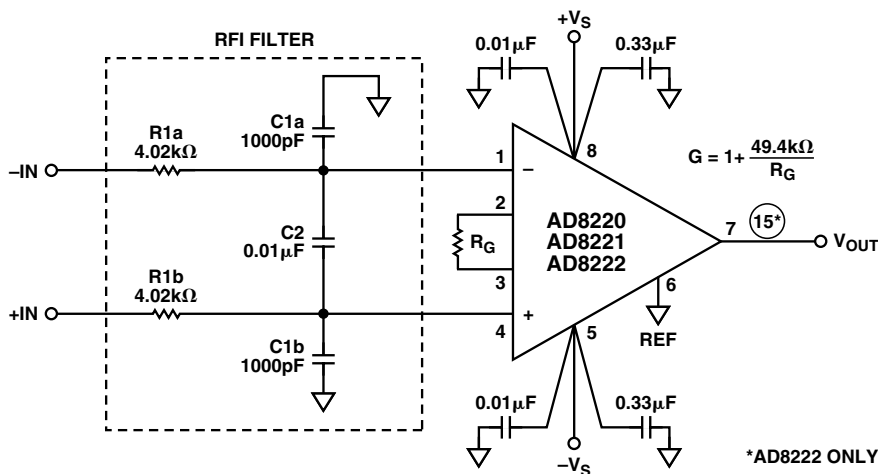 RFI FILTER
+VS
0.01µF
0.33µF
C1a
1000pF
R1a
4.02kΩ
–IN
1
–
8
G = 1+ 49.4kΩ
RG
2
RG
AD8220
AD8221
AD8222
7
15*
VOUT
C2
0.01µF
3
R1b
4.02kΩ
+IN
4
+
5
6
REF
C1b
1000pF
0.01µF
0.33µF
–VS
*AD8222 ONLY